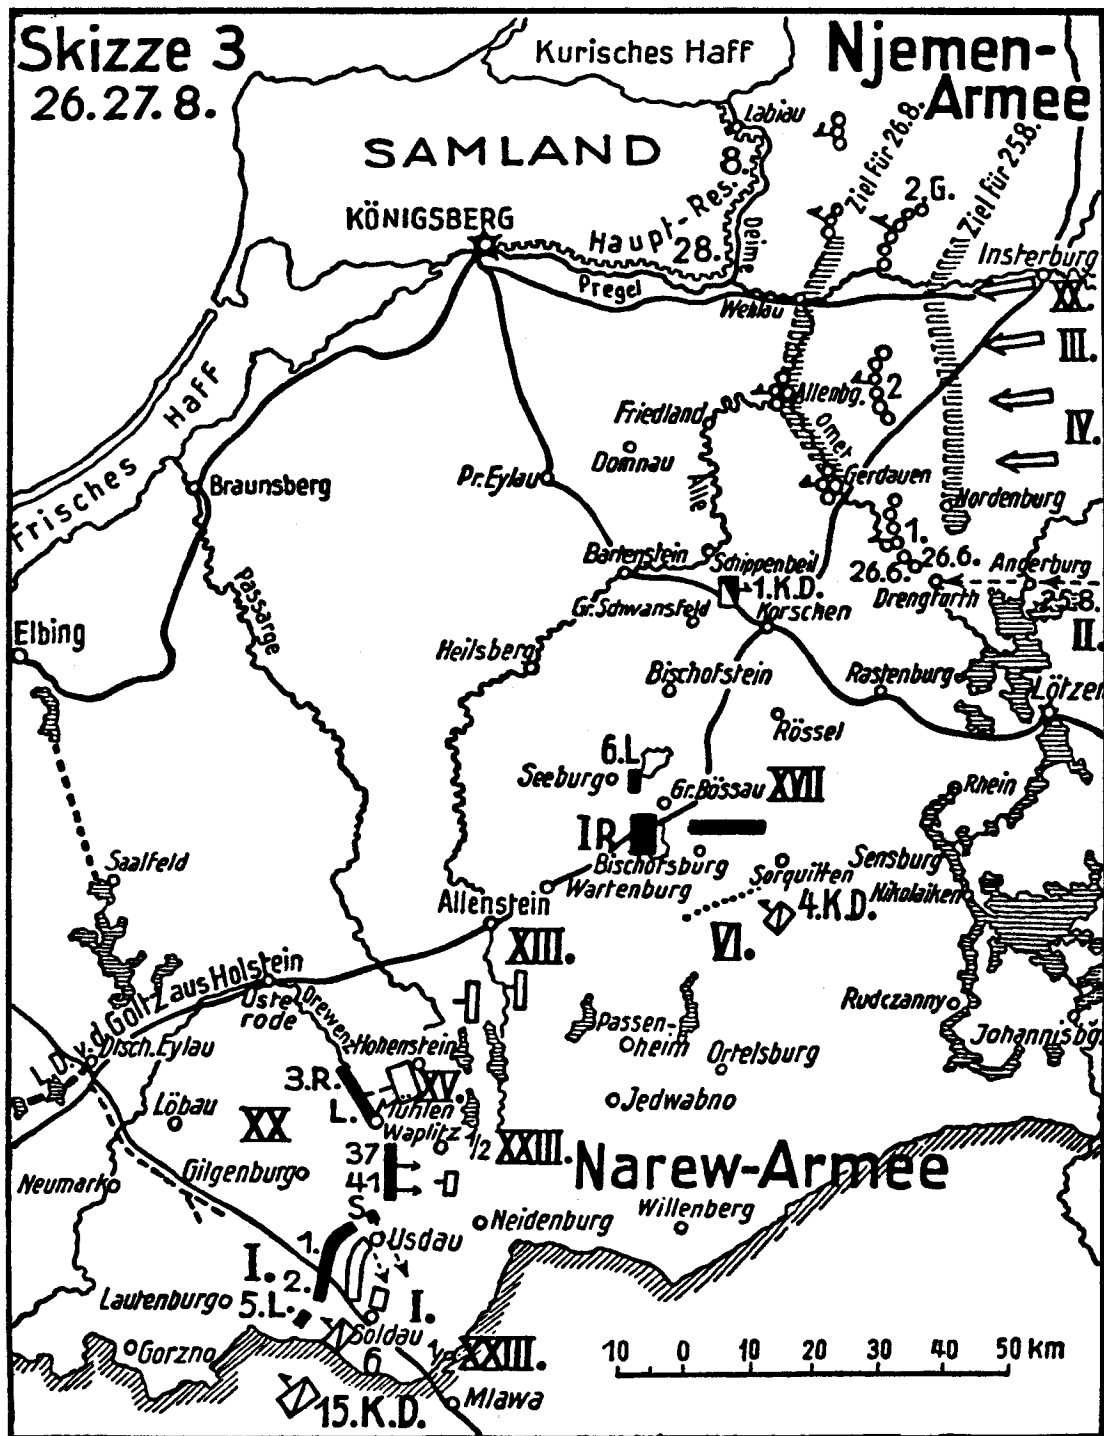 Skizze 3
26.27.8.
Kurisches Haff
Njemen-
Armee
Labiau
SAMLAND
8.
Haupt-Res.
28.
KÖNIGSBERG
Deime
Ziel für 26.8.
2.G.
Ziel für 25.8.
Insterburg
Pregel
Wehlau
XX.
III.
IV.
Frisches
HAFF
Friedland
Allenbg.
2
Omet
Domnau
Pr.Eylau
Alle
Gerdauen
Nordenburg
Braunsberg
1.
26.6.
26.6.
Angerburg
25.8.
Drengfurth
II.
Bartenstein
Schippenbeil
1.K.D.
Gr.Schwansfeld
Korschen
Passarge
Elbing
Heilsberg
Bischofstein
Rastenburg
Lötzen
Rössel
6.L
Seeburg
Gr.Bössau
XVII
Rhein
IR
Bischofsburg
Wartenburg
Sorquitten
Sensburg
Nikolaiken
4.K.D.
Saalfeld
Allenstein
XIII.
VI.
L.D.v.d.Goltz aus Holstein
Oste
rode
Drewenz
Rudczanny
Johannisbg.
Passen-
heim
Ortelsburg
Dtsch.Eylau
Hohenstein
3.R.
XV.
L.
Mühlen
Jedwabno
Löbau
XX
Waplitz
1/2 XXIII.
Narew-Armee
37
41
Gilgenburg
Neumark
S.
Usdau
Neidenburg
Willenberg
1.
I.
2.
Lautenburg
5.L.
I.
Soldau
6
Gorzno
1/2 XXIII.
15.K.D.
Mlawa
10 0 10 20 30 40 50 km